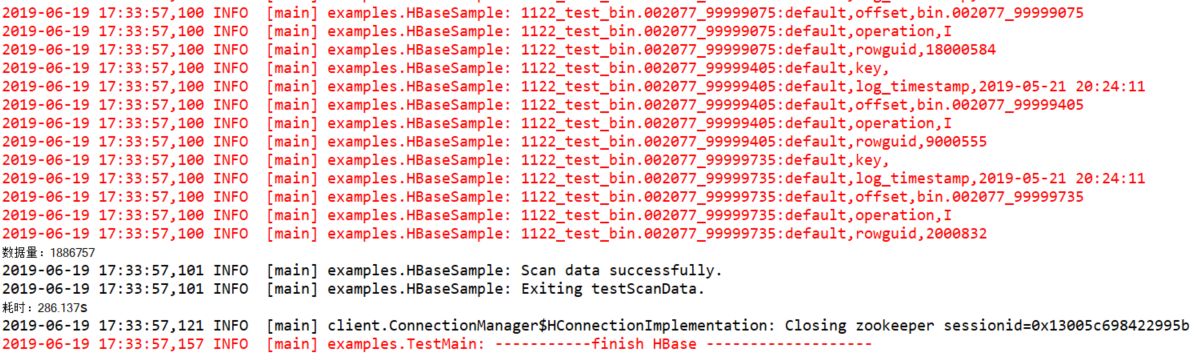 2019-06-19 17:33:57,100 INFO  [main] examples.HBaseSample: 1122_test_bin.002077_99999075:default,offset,bin.002077_99999075
2019-06-19 17:33:57,100 INFO  [main] examples.HBaseSample: 1122_test_bin.002077_99999075:default,operation,I
2019-06-19 17:33:57,100 INFO  [main] examples.HBaseSample: 1122_test_bin.002077_99999075:default,rowguid,18000584
2019-06-19 17:33:57,100 INFO  [main] examples.HBaseSample: 1122_test_bin.002077_99999405:default,key,
2019-06-19 17:33:57,100 INFO  [main] examples.HBaseSample: 1122_test_bin.002077_99999405:default,log_timestamp,2019-05-21 20:24:11
2019-06-19 17:33:57,100 INFO  [main] examples.HBaseSample: 1122_test_bin.002077_99999405:default,offset,bin.002077_99999405
2019-06-19 17:33:57,100 INFO  [main] examples.HBaseSample: 1122_test_bin.002077_99999405:default,operation,I
2019-06-19 17:33:57,100 INFO  [main] examples.HBaseSample: 1122_test_bin.002077_99999405:default,rowguid,9000555
2019-06-19 17:33:57,100 INFO  [main] examples.HBaseSample: 1122_test_bin.002077_99999735:default,key,
2019-06-19 17:33:57,100 INFO  [main] examples.HBaseSample: 1122_test_bin.002077_99999735:default,log_timestamp,2019-05-21 20:24:11
2019-06-19 17:33:57,100 INFO  [main] examples.HBaseSample: 1122_test_bin.002077_99999735:default,offset,bin.002077_99999735
2019-06-19 17:33:57,100 INFO  [main] examples.HBaseSample: 1122_test_bin.002077_99999735:default,operation,I
2019-06-19 17:33:57,100 INFO  [main] examples.HBaseSample: 1122_test_bin.002077_99999735:default,rowguid,2000832
数据量：1886757
2019-06-19 17:33:57,101 INFO  [main] examples.HBaseSample: Scan data successfully.
2019-06-19 17:33:57,101 INFO  [main] examples.HBaseSample: Exiting testScanData.
耗时：286.137s
2019-06-19 17:33:57,121 INFO  [main] client.ConnectionManager$HConnectionImplementation: Closing zookeeper sessionid=0x13005c698422995b
2019-06-19 17:33:57,157 INFO  [main] examples.TestMain: -----------finish HBase -------------------